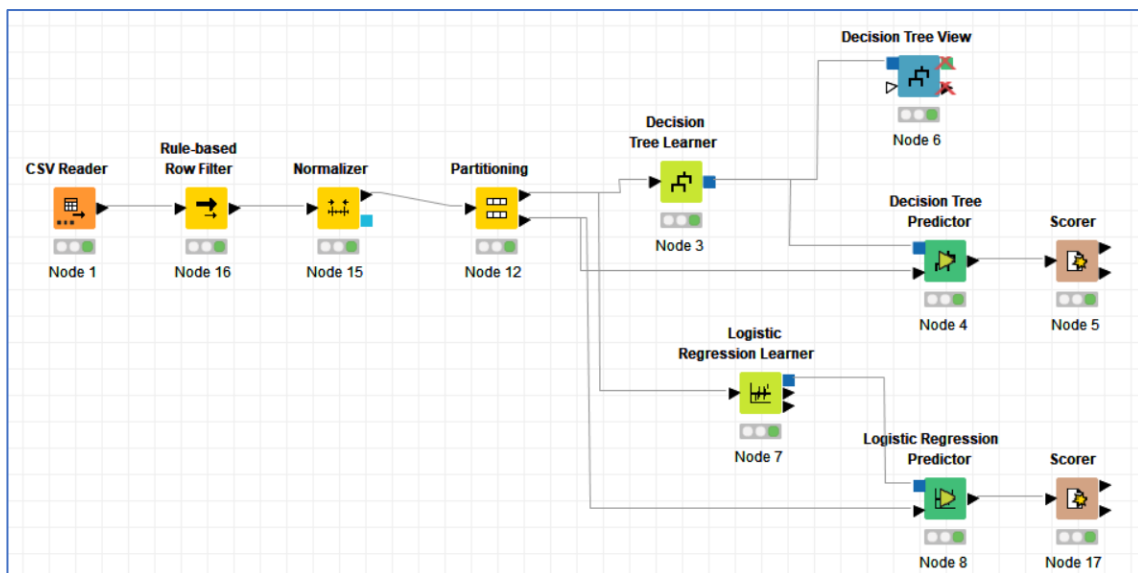 Decision Tree View
Node 6
Decision
Tree Learner
Node 3
CSV Reader
Node 1
Rule-based
Row Filter
Node 16
Normalizer
Node 15
Partitioning
Node 12
Decision Tree
Predictor
Node 4
Scorer
Node 5
Logistic
Regression Learner
Node 7
Logistic Regression
Predictor
Node 8
Scorer
Node 17